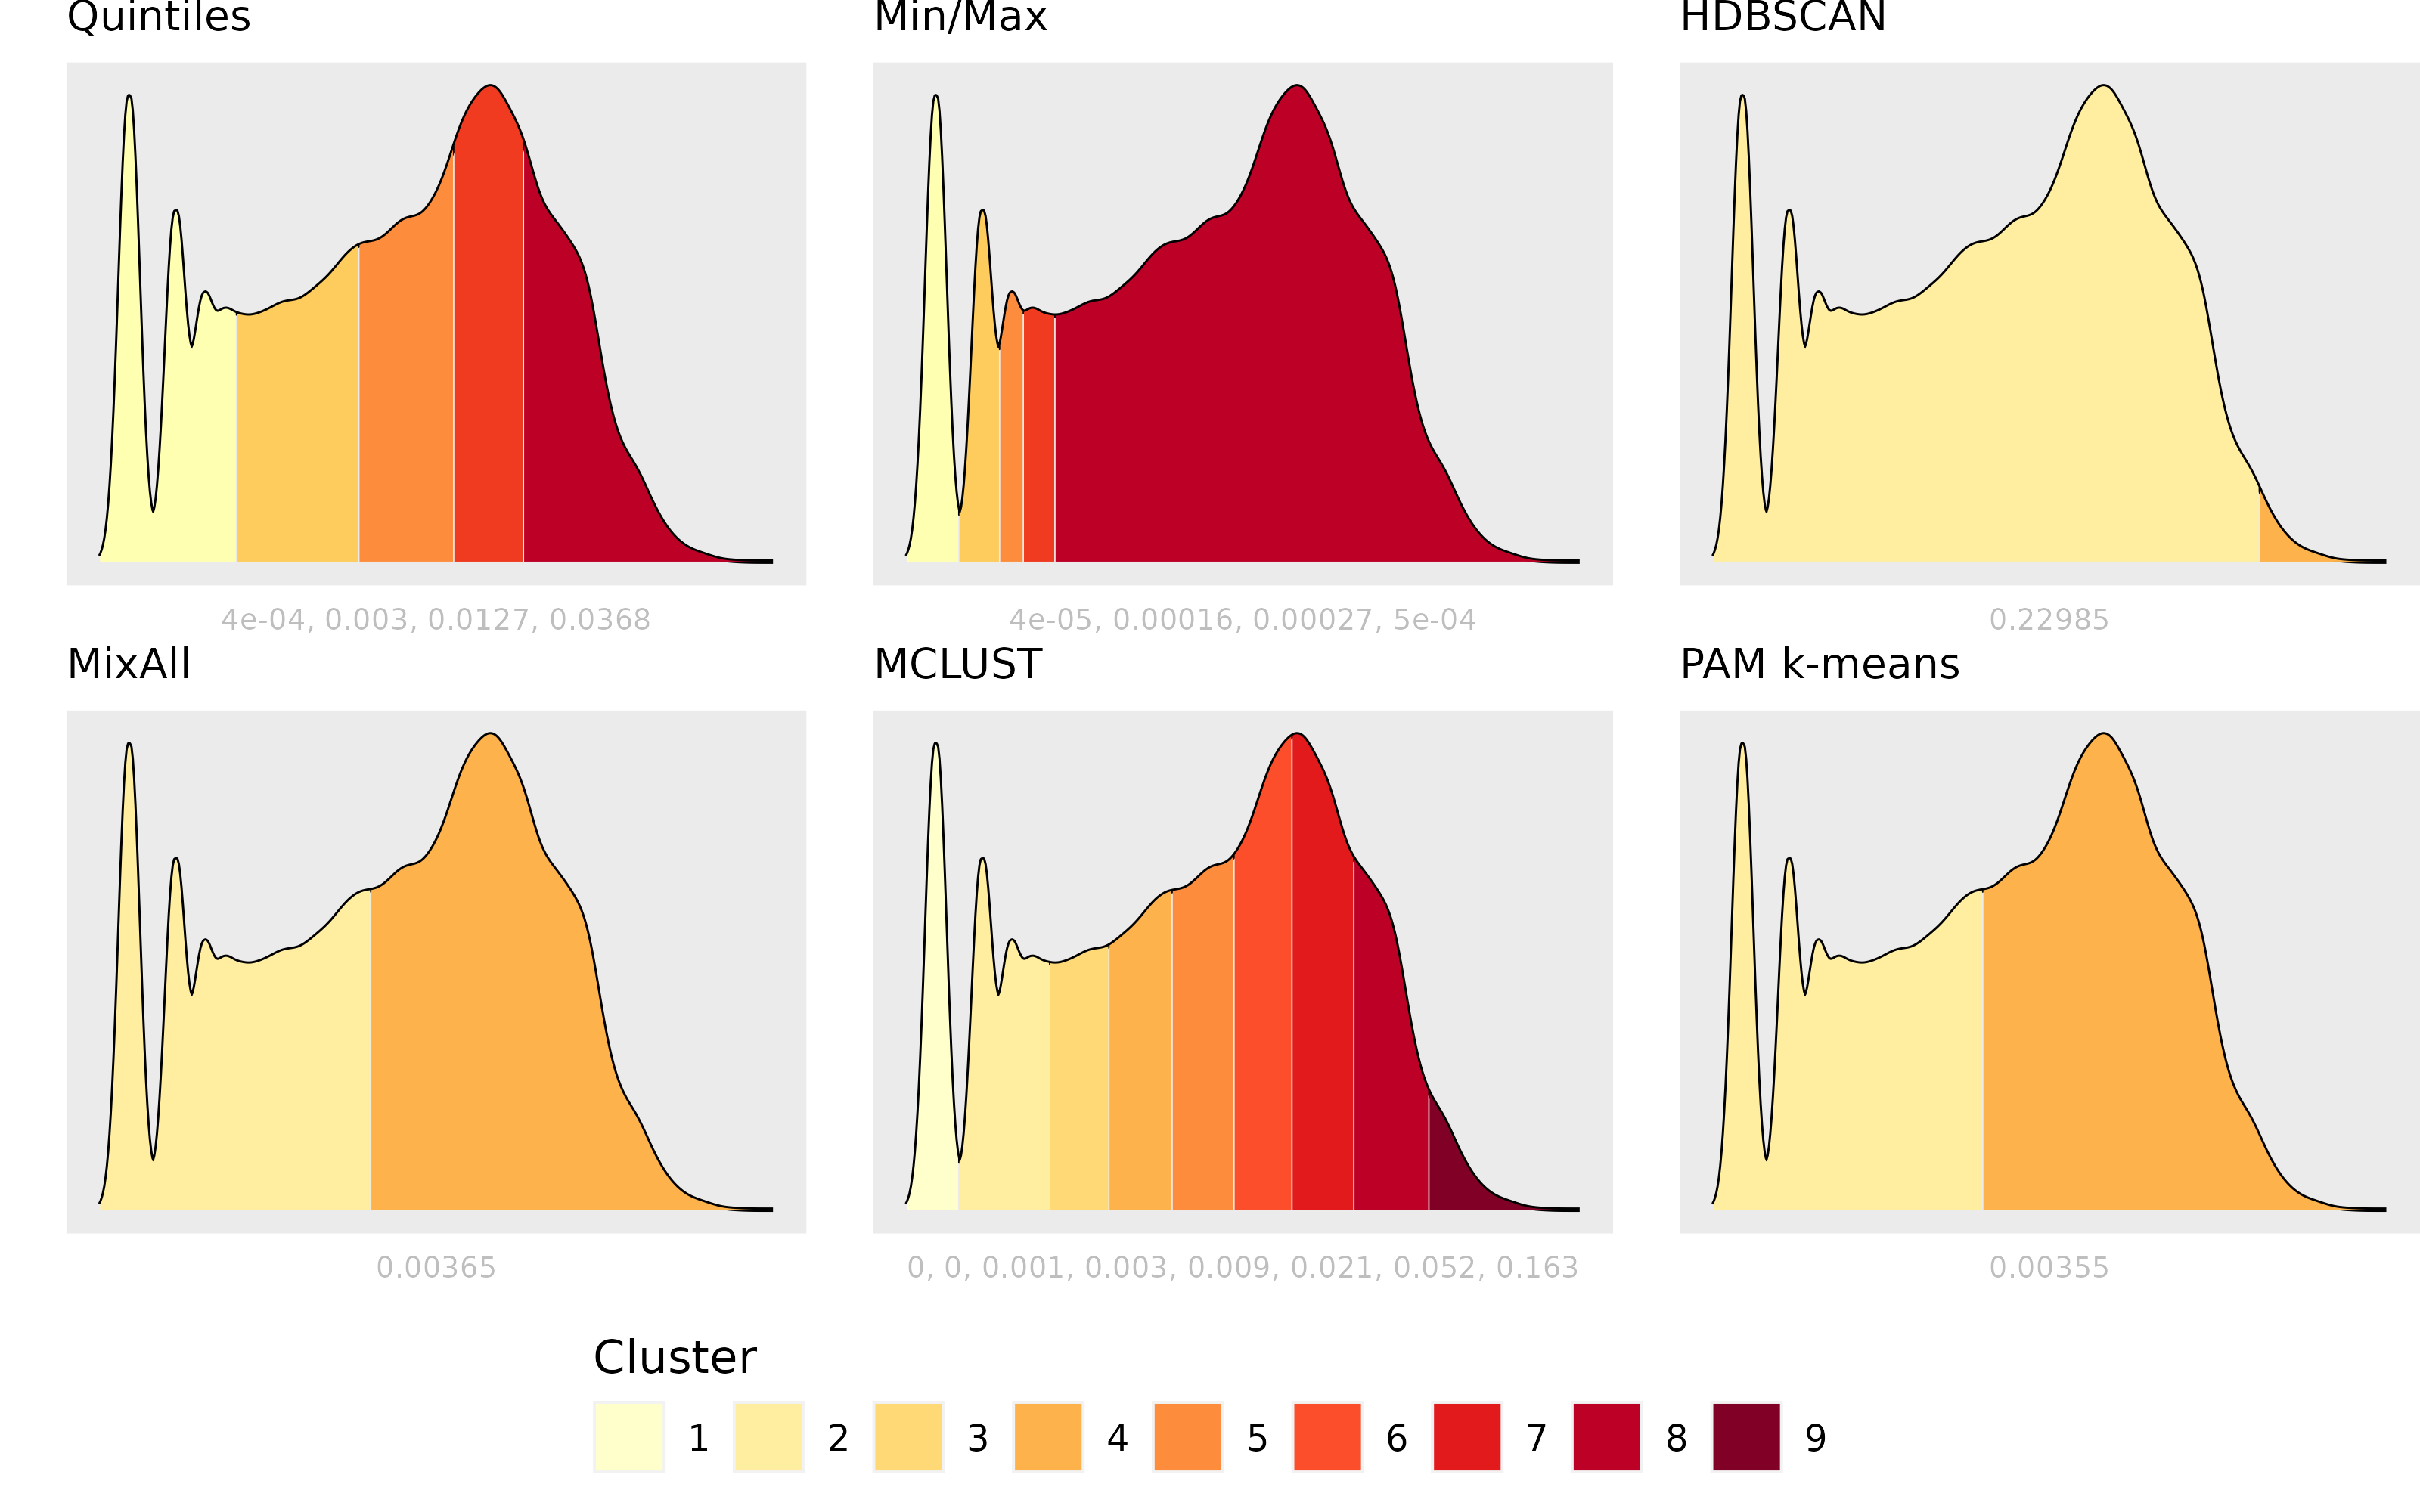 Quintiles
Min/Max
HDBSCAN
4e-04, 0.003, 0.0127, 0.0368
4e-05, 0.00016, 0.00027, 5e-04
0.22985
MixAll
MCLUST
PAM k-means
0.00365
0, 0, 0.001, 0.003, 0.009, 0.021, 0.052, 0.163
0.00355
Cluster
1 2 3 4 5 6 7 8 9